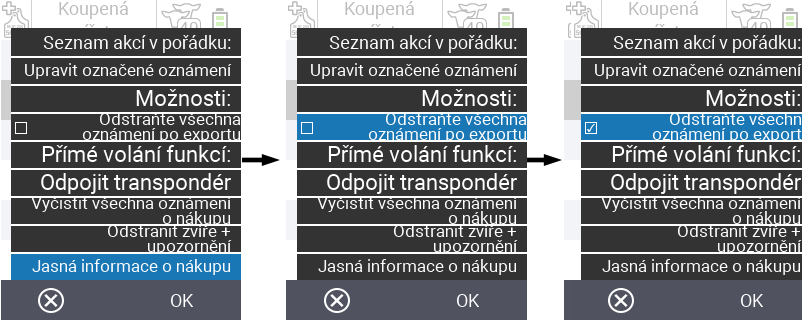 Koupená
40
Seznam akcí v pořádku:
Upravit označené oznámení
Možnosti:
Odstraňte všechna
oznámení po exportu
Přímé volání funkcí:
Odpojit transpondér
Vyčistit všechna oznámení
o nákupu
Odstranit zvíře +
upozornění
Jasná informace o nákupu
OK
Koupená
40
Seznam akcí v pořádku:
Upravit označené oznámení
Možnosti:
Odstraňte všechna
oznámení po exportu
Přímé volání funkcí:
Odpojit transpondér
Vyčistit všechna oznámení
o nákupu
Odstranit zvíře +
upozornění
Jasná informace o nákupu
OK
Koupená
40
Seznam akcí v pořádku:
Upravit označené oznámení
Možnosti:
Odstraňte všechn
oznámení po export
Přímé volání funkcí:
Odpojit transpondér
Vyčistit všechna oznámení
o nákupu
Odstranit zvíře +
upozornění
Jasná informace o nákupu
OK